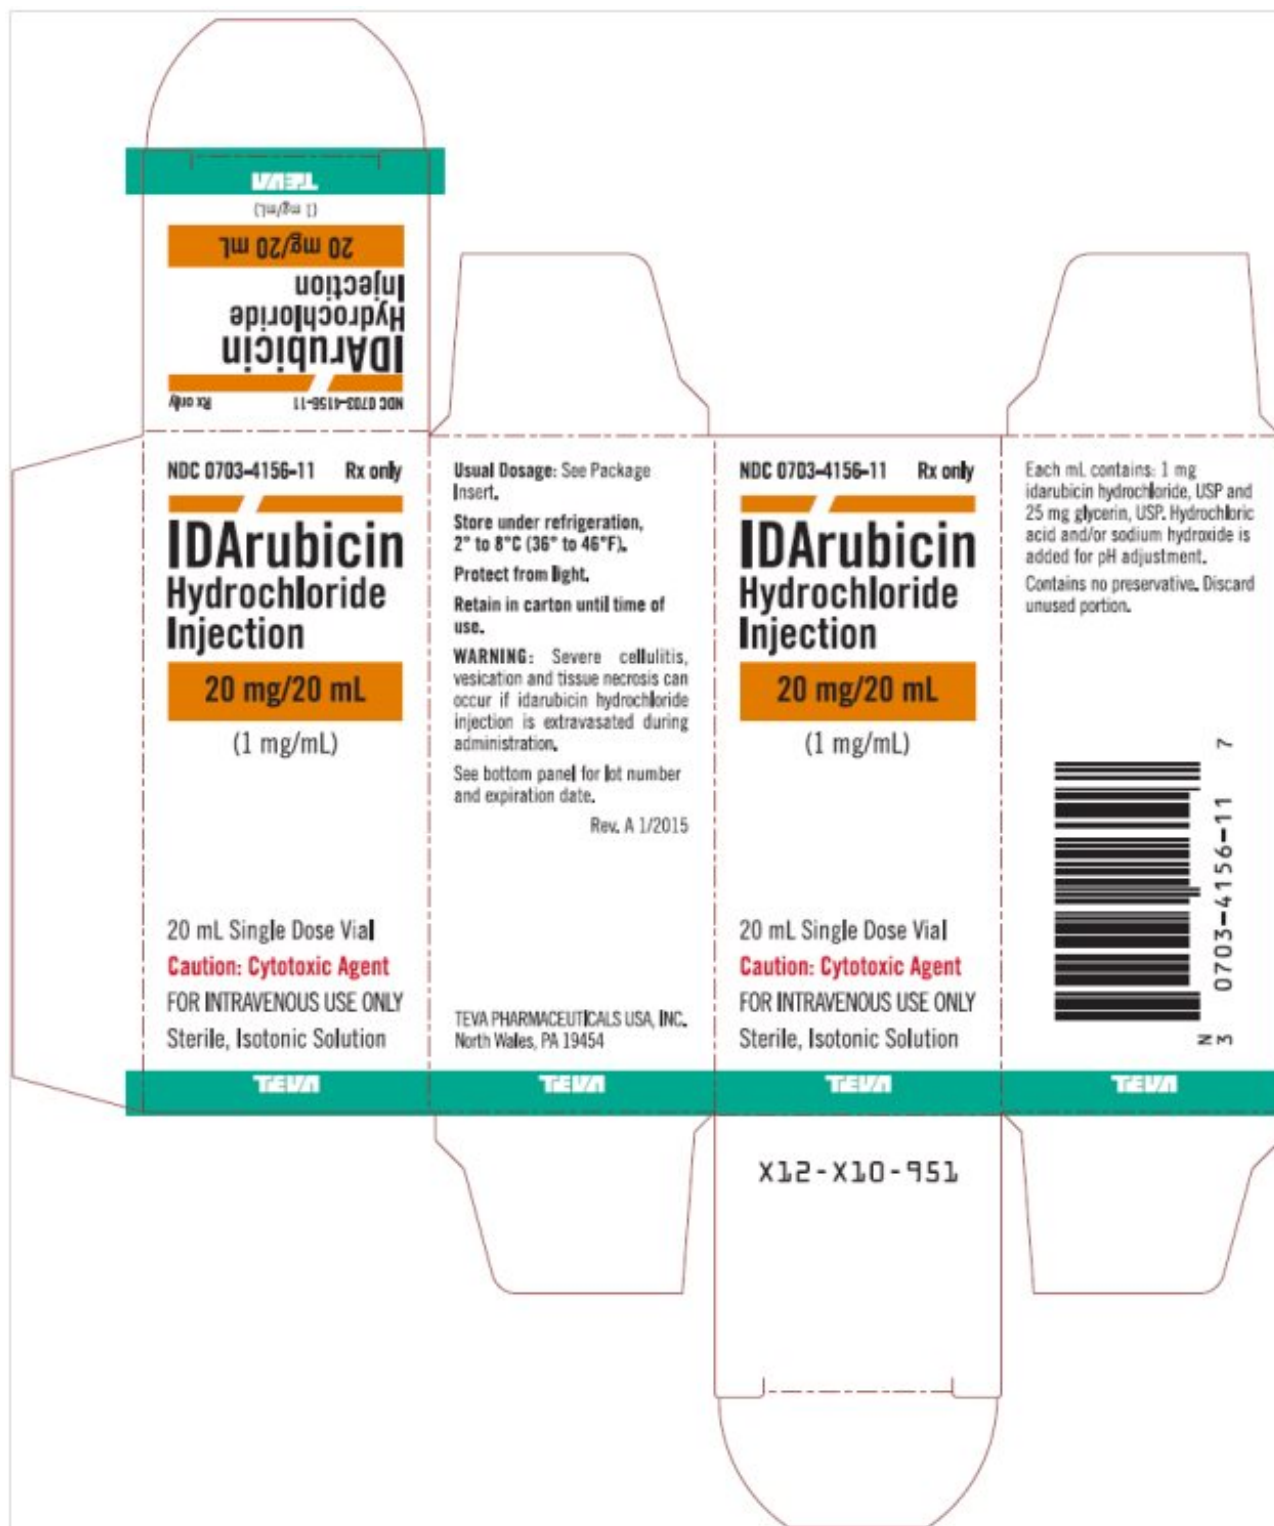 TEVA
(1 mg/mL)
20 mg/20 mL
Injection
Hydrochloride
IDArubicin
NDC 0703-4156-11 Rx only
NDC 0703-4156-11 Rx only
IDArubicin
Hydrochloride
Injection
20 mg/20 mL
(1 mg/mL)
20 mL Single Dose Vial
Caution: Cytotoxic Agent
FOR INTRAVENOUS USE ONLY
Sterile, Isotonic Solution
TEVA
Usual Dosage: See Package
Insert.
Store under refrigeration,
2° to 8°C (36° to 46°F).
Protect from light.
Retain in carton until time of
use.
WARNING: Severe cellulitis,
vesication and tissue necrosis can
occur if idarubicin hydrochloride
injection is extravasated during
administration.
See bottom panel for lot number
and expiration date.
Rev. A 1/2015
TEVA PHARMACEUTICALS USA, INC.
North Wales, PA 19454
TEVA
NDC 0703-4156-11 Rx only
IDArubicin
Hydrochloride
Injection
20 mg/20 mL
(1 mg/mL)
20 mL Single Dose Vial
Caution: Cytotoxic Agent
FOR INTRAVENOUS USE ONLY
Sterile, Isotonic Solution
TEVA
X12-X10-951
Each mL contains: 1 mg
idarubicin hydrochloride, USP and
25 mg glycerin, USP. Hydrochloric
acid and/or sodium hydroxide is
added for pH adjustment.
Contains no preservative. Discard
unused portion.
N
3 0703-4156-11 7
TEVA